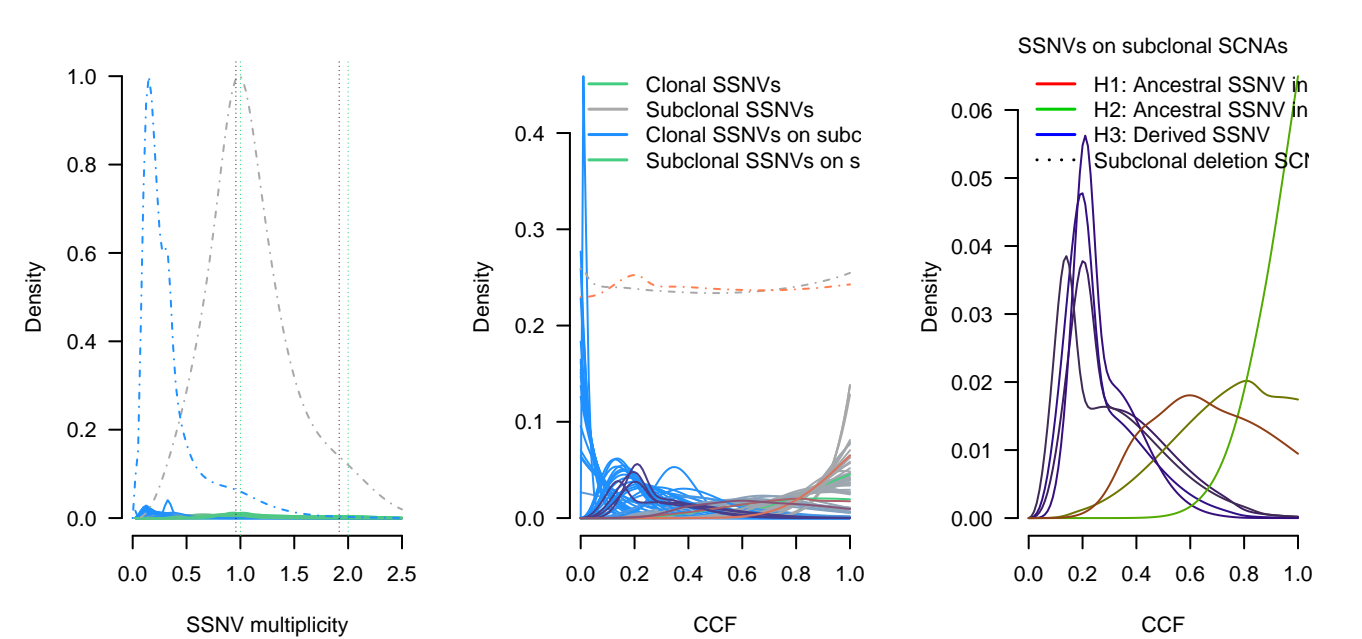 1.0
0.8
0.6
0.4
0.2
0.0
Density
0.0 0.5 1.0 1.5 2.0 2.5
SSNV multiplicity
Clonal SSNVs
Subclonal SSNVs
Clonal SSNVs on subc
Subclonal SSNVs on s
0.4
0.3
0.2
0.1
0.0
Density
0.0 0.2 0.4 0.6 0.8 1.0
CCF
SSNVs on subclonal SCNAs
H1: Ancestral SSNV in
H2: Ancestral SSNV in
H3: Derived SSNV
Subclonal deletion SCN
0.06
0.05
0.04
0.03
0.02
0.01
0.00
Density
0.0 0.2 0.4 0.6 0.8 1.0
CCF